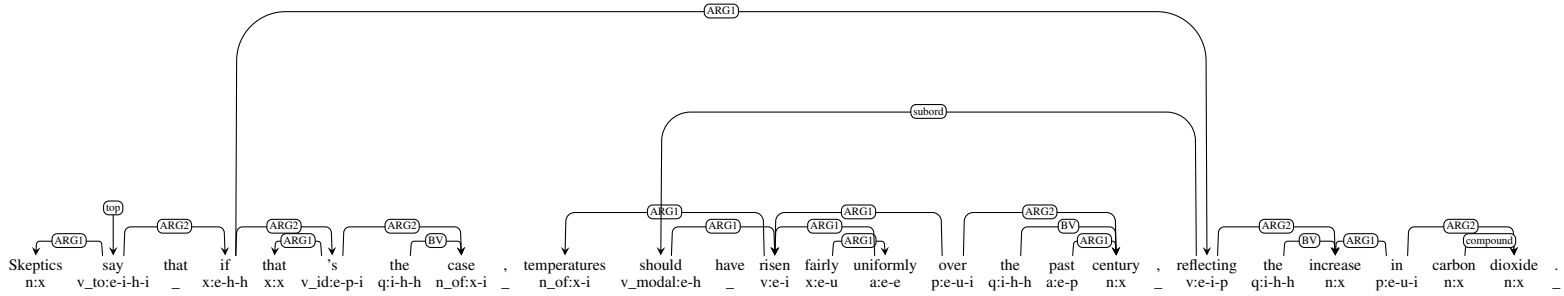 ARG1
subord
top
ARG1 ARG1 ARG2
ARG2 ARG2 ARG2 ARG1 ARG1 BV ARG2 ARG2
ARG1 ARG1 BV ARG1 ARG1 BV ARG1 compound
Skeptics say that if that 's the case , temperatures should have risen fairly uniformly over the past century , reflecting the increase in carbon dioxide .
n:x v_to:e-i-h-i _ x:e-h-h x:x v_id:e-p-i q:i-h-h n_of:x-i _ n_of:x-i v_modal:e-h _ v:e-i x:e-u a:e-e p:e-u-i q:i-h-h a:e-p n:x _ v:e-i-p q:i-h-h n:x p:e-u-i n:x n:x _